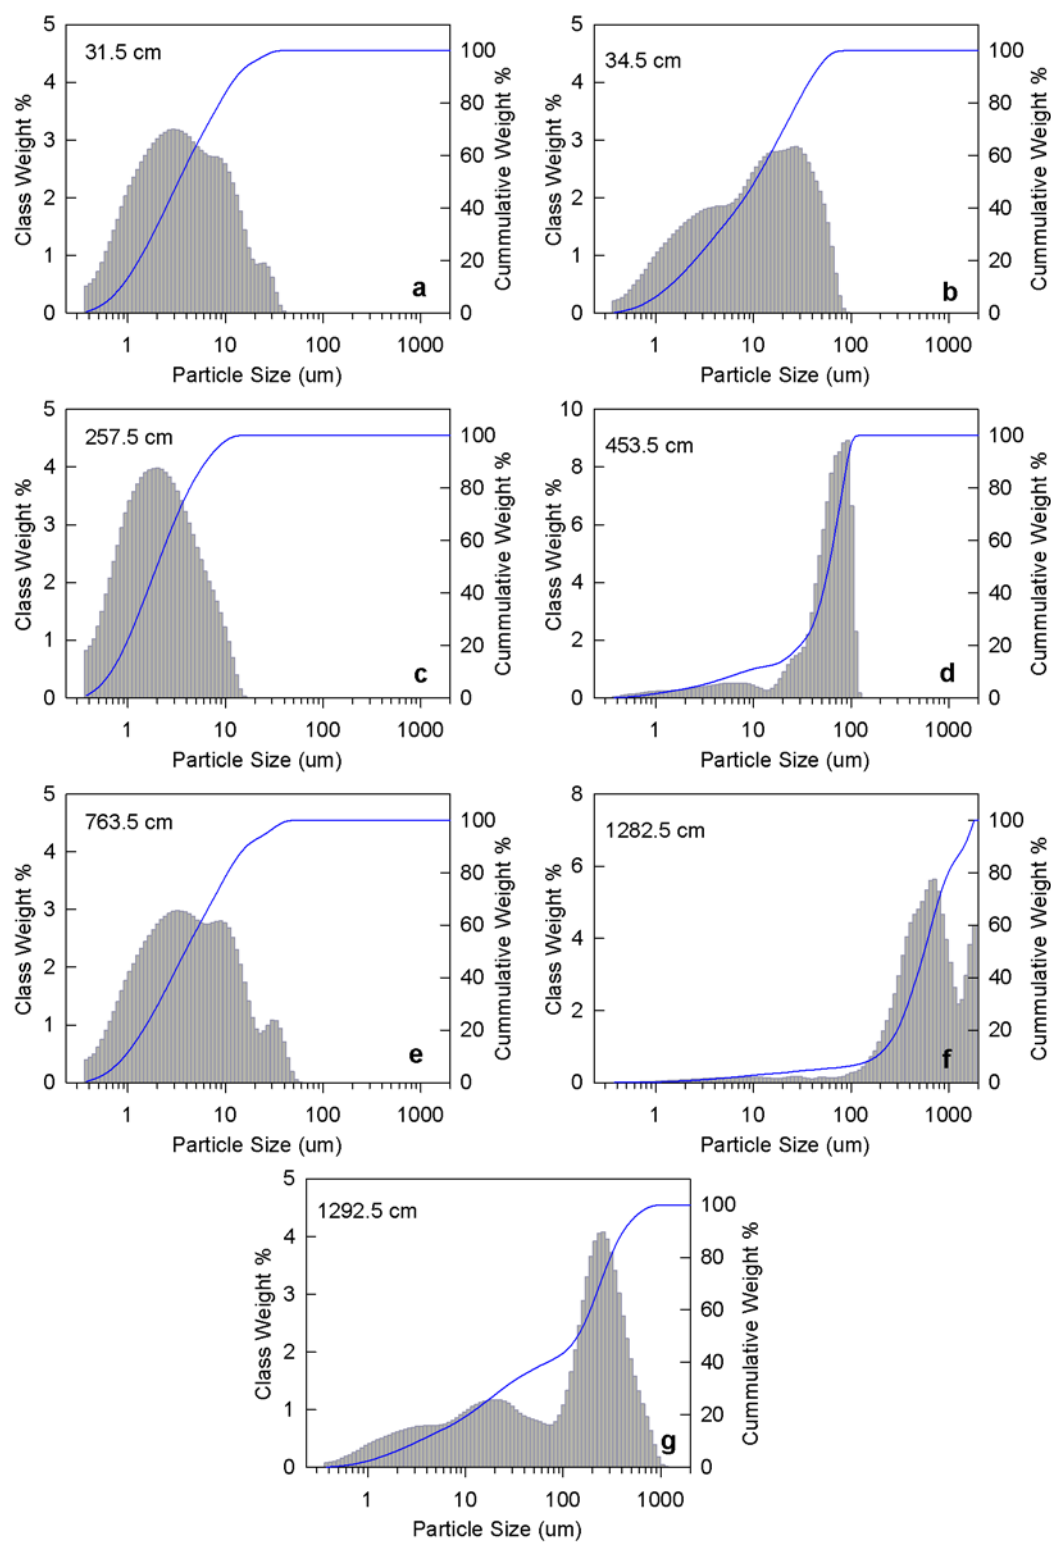 31.5 cm
Class Weight %
5
4
3
2
1
0
100
80
60
40
20
0
Cummulative Weight %
a
1 10 100 1000
Particle Size (um)
34.5 cm
Class Weight %
5
4
3
2
1
0
100
80
60
40
20
0
Cummulative Weight %
b
1 10 100 1000
Particle Size (um)
257.5 cm
Class Weight %
5
4
3
2
1
0
100
80
60
40
20
0
Cummulative Weight %
c
1 10 100 1000
Particle Size (um)
453.5 cm
Class Weight %
10
8
6
4
2
0
100
80
60
40
20
0
Cummulative Weight %
d
1 10 100 1000
Particle Size (um)
763.5 cm
Class Weight %
5
4
3
2
1
0
100
80
60
40
20
0
Cummulative Weight %
e
1 10 100 1000
Particle Size (um)
1282.5 cm
Class Weight %
8
6
4
2
0
100
80
60
40
20
0
Cummulative Weight %
f
1 10 100 1000
Particle Size (um)
1292.5 cm
Class Weight %
5
4
3
2
1
0
100
80
60
40
20
0
Cummulative Weight %
g
1 10 100 1000
Particle Size (um)